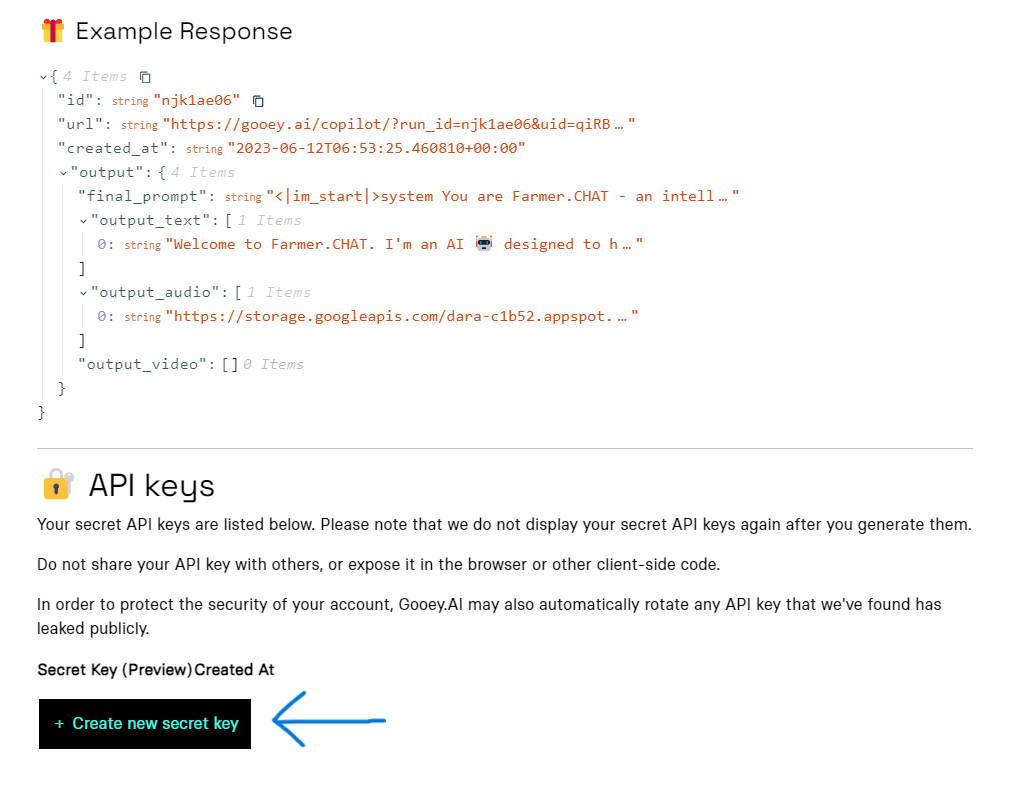 🎁 Example Response
{ 4 Items
"id": string "njk1ae06"
"url": string "https://gooey.ai/copilot/?run_id=njk1ae06&uid=qiRB…"
"created_at": string "2023-06-12T06:53:25.460810+00:00"
"output": { 4 Items
"final_prompt": string "<|im_start|>system You are Farmer.CHAT - an intell…"
"output_text": [ 1 Items
0: string "Welcome to Farmer.CHAT. I'm an AI 🤖 designed to h…"
]
"output_audio": [ 1 Items
0: string "https://storage.googleapis.com/dara-c1b52.appspot.…"
]
"output_video": [] 0 Items
}
}
🔐 API keys
Your secret API keys are listed below. Please note that we do not display your secret API keys again after you generate them.
Do not share your API key with others, or expose it in the browser or other client-side code.
In order to protect the security of your account, Gooey.AI may also automatically rotate any API key that we've found has
leaked publicly.
Secret Key (Preview) Created At
+ Create new secret key